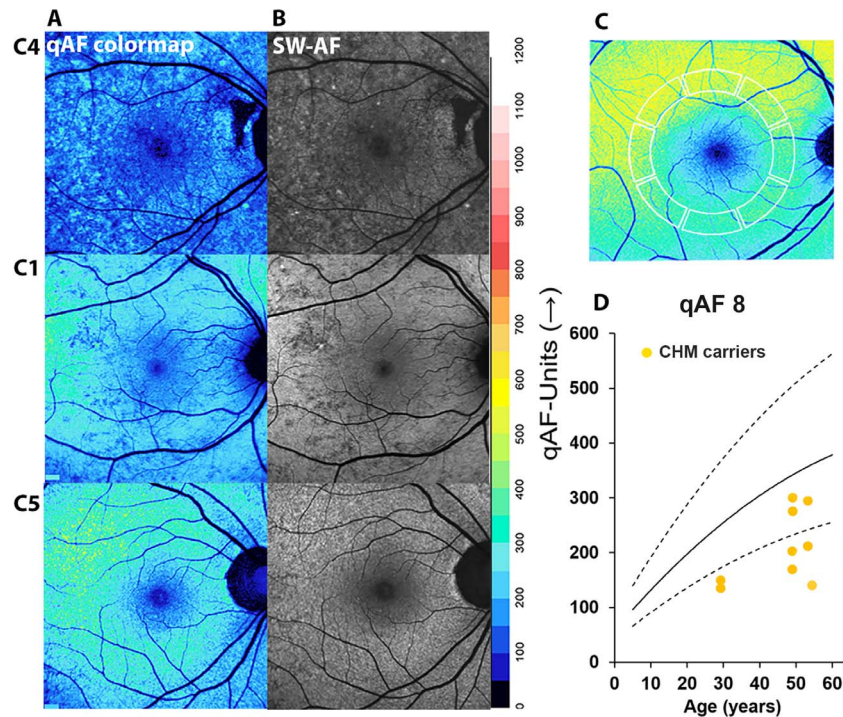 A
B
C
C4
qAF colormap
SW-AF
C1
C5
1200
1100
1000
900
800
700
600
500
400
300
200
100
0
qAF-Units (→)
D
qAF 8
CHM carriers
600
500
400
300
200
100
0
0 10 20 30 40 50 60
Age (years)